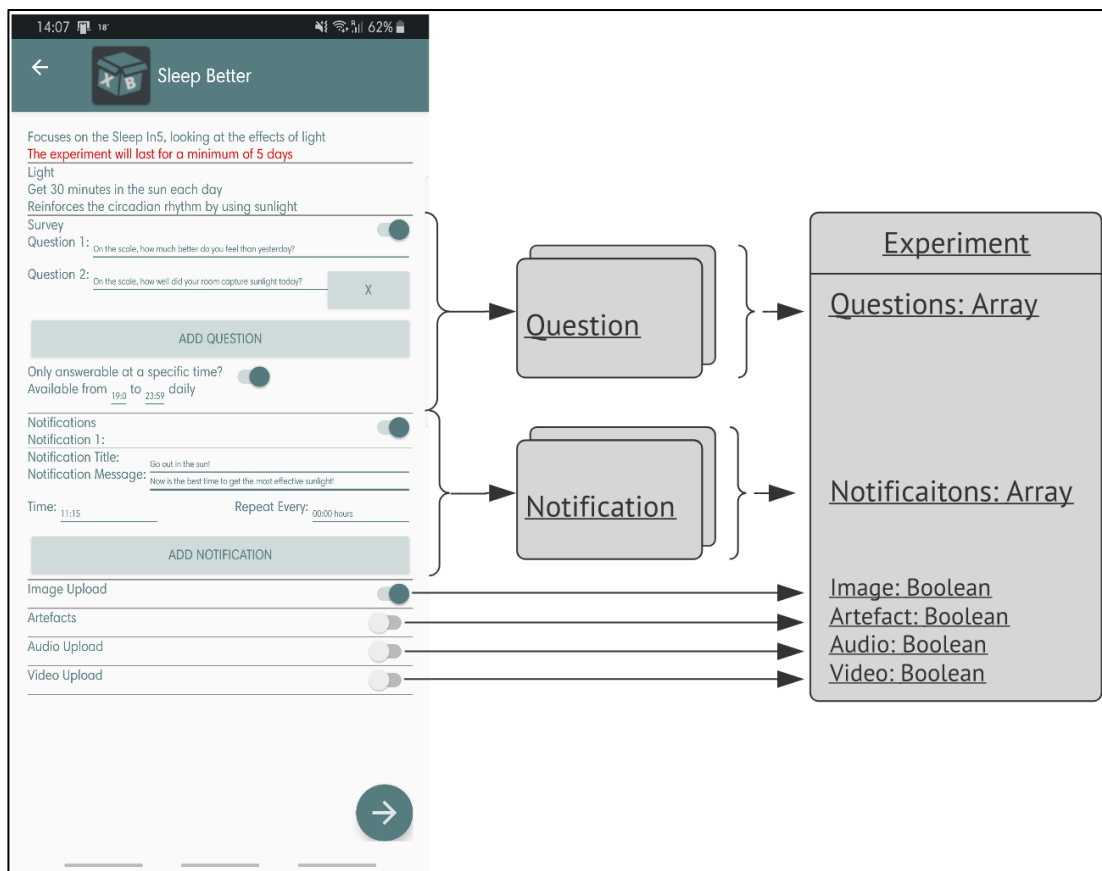 14:07 18°
62%
X B
Sleep Better
Focuses on the Sleep In5, looking at the effects of light
The experiment will last for a minimum of 5 days
Light
Get 30 minutes in the sun each day
Reinforces the circadian rhythm by using sunlight
Survey
Question 1: On the scale, how much better do you feel than yesterday?
Question 2: On the scale, how well did your room capture sunlight today?
X
ADD QUESTION
Only answerable at a specific time?
Available from 19:0 to 23:59 daily
Notifications
Notification 1:
Notification Title: Go out in the sun!
Notification Message: Now is the best time to get the most effective sunlight!
Time: 11:15 Repeat Every: 00:00 hours
ADD NOTIFICATION
Image Upload
Artefacts
Audio Upload
Video Upload
Question
Notification
Experiment
Questions: Array
Notificaitons: Array
Image: Boolean
Artefact: Boolean
Audio: Boolean
Video: Boolean